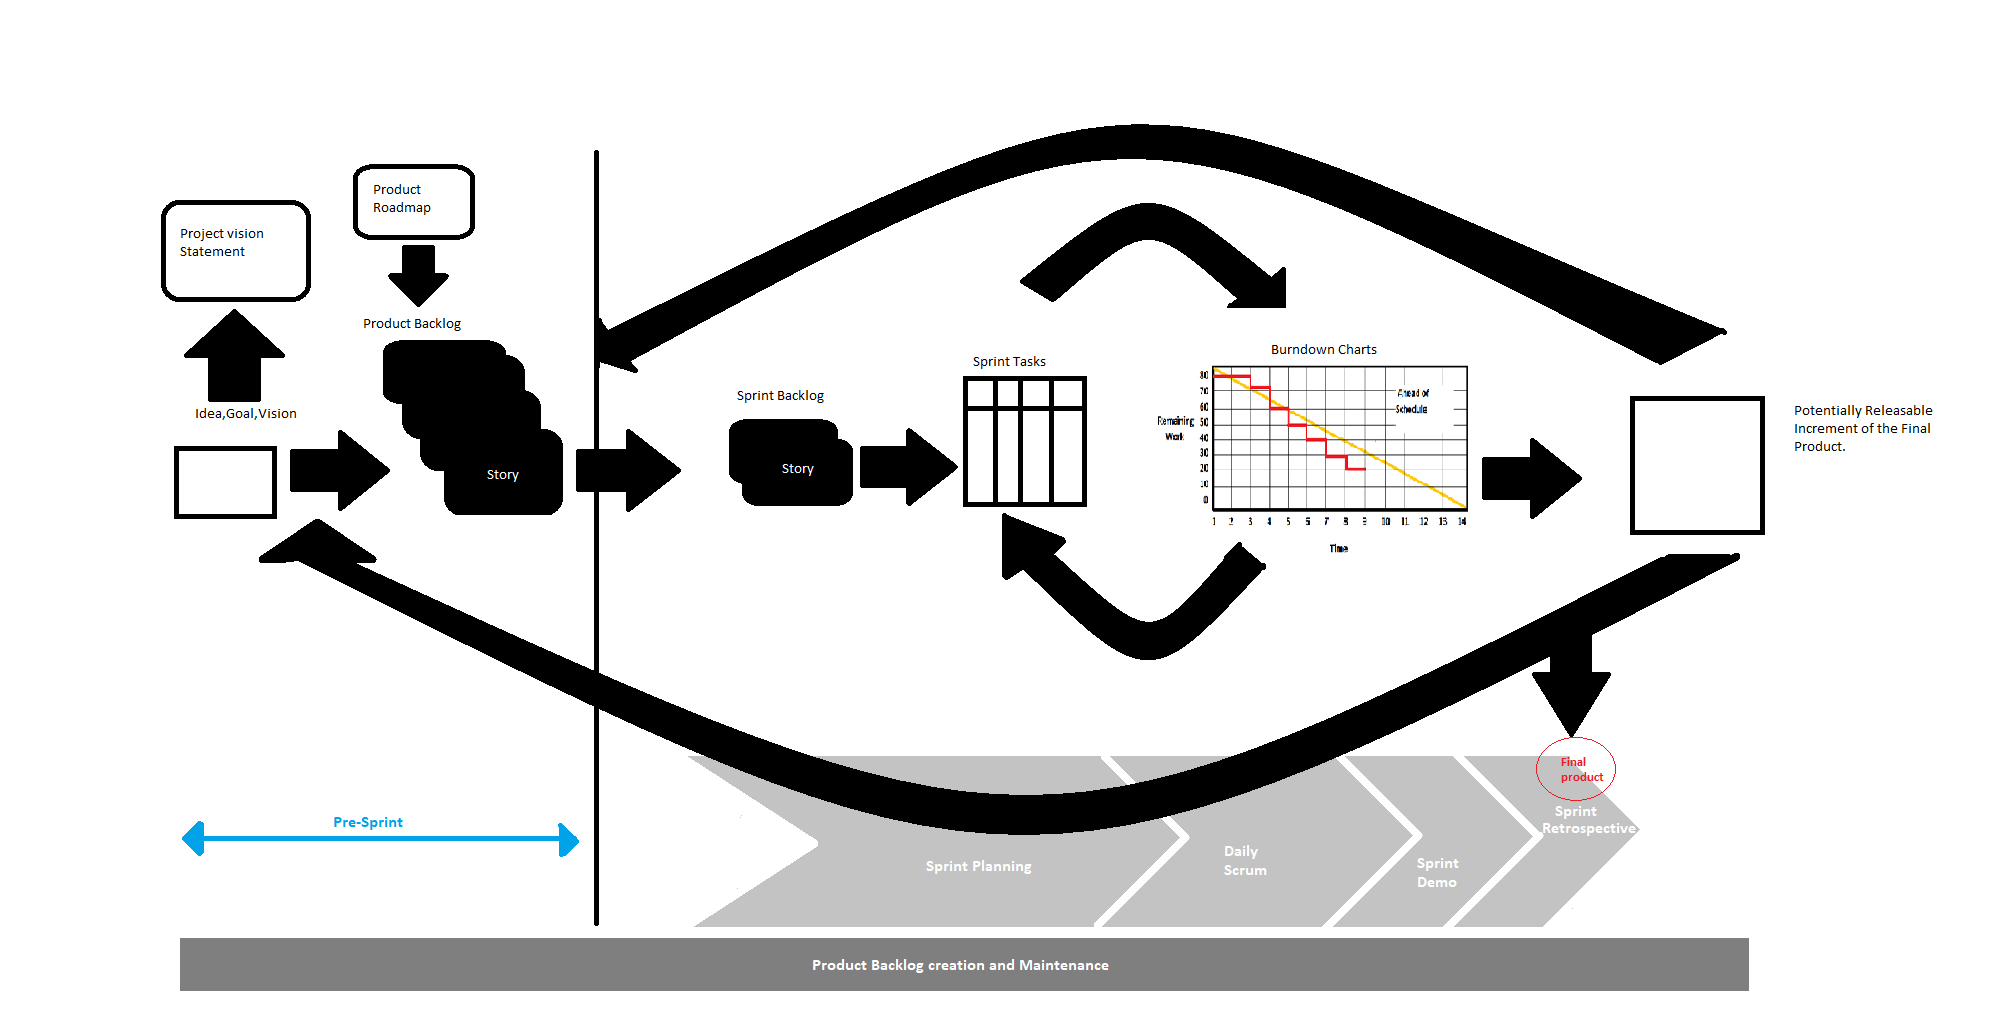 Product
Roadmap
Project vision
Statement
Product Backlog
Idea,Goal,Vision
Story
Sprint Backlog
Story
Sprint Tasks
Burndown Charts
80
70
60
50
40
30
20
10
0
Remaining
Work
Ahead of
Schedule
1 2 3 4 5 6 7 8 9 10 11 12 13 14
Time
Potentially Releasable
Increment of the Final
Product.
Final
product
Pre-Sprint
Sprint Planning
Daily
Scrum
Sprint
Demo
Sprint
Retrospective
Product Backlog creation and Maintenance